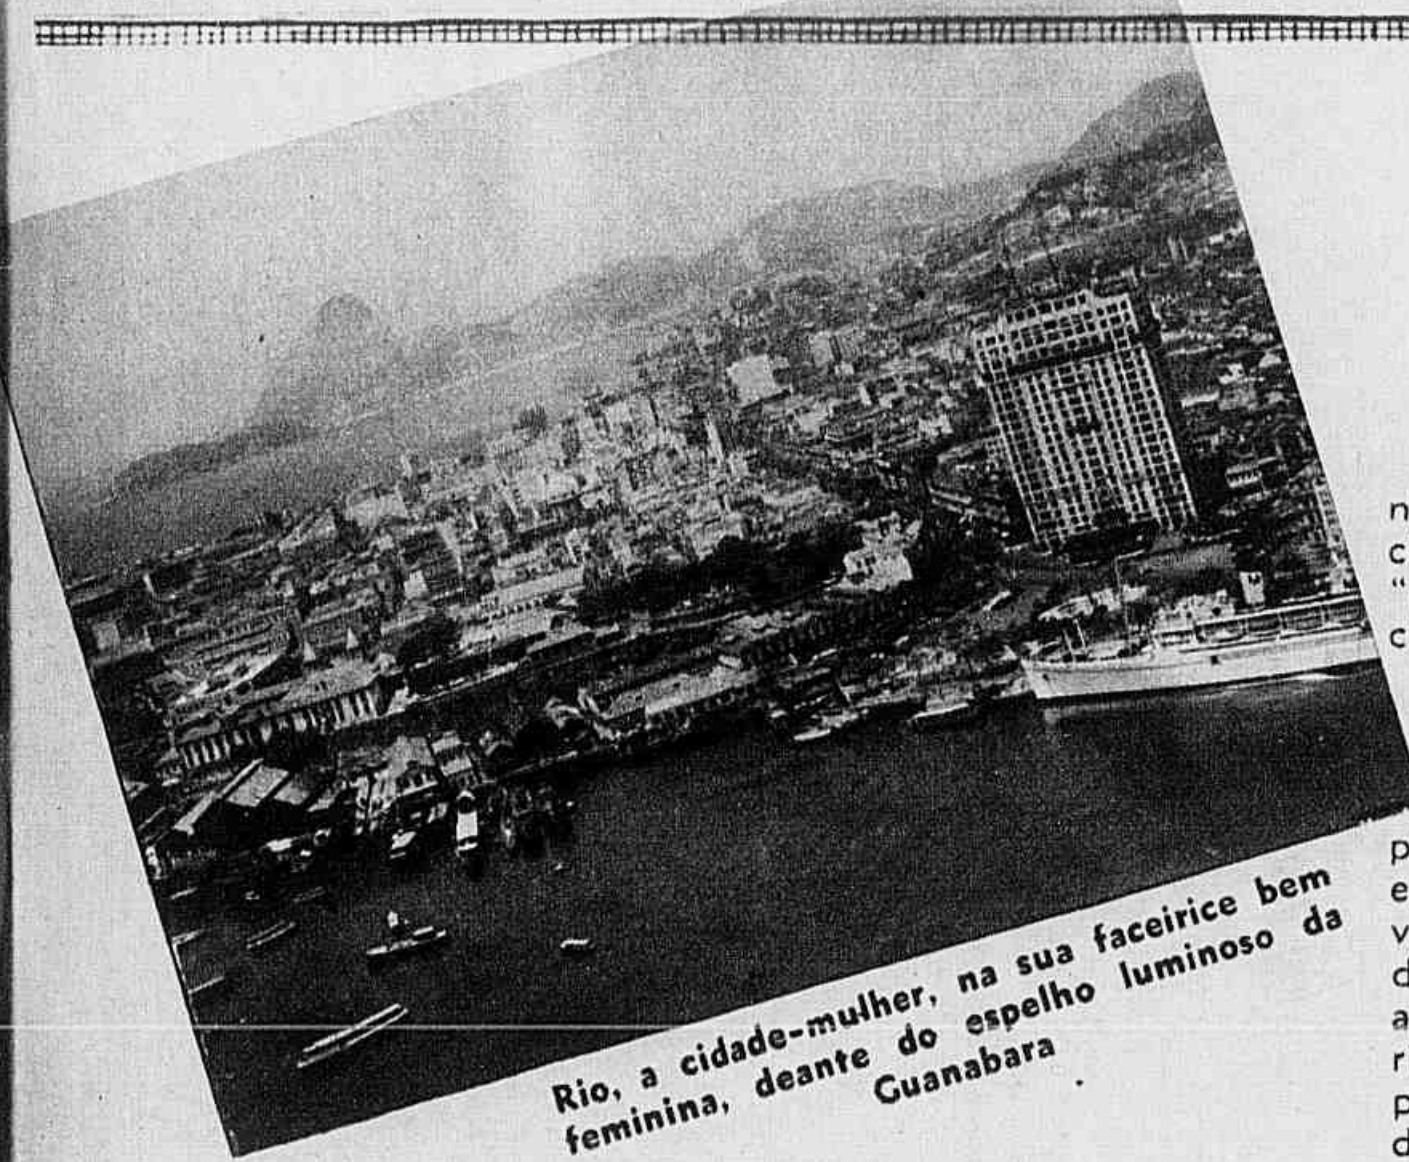 Rio, a cidade-mulher, na sua faceirice bem
feminina, deante do espelho luminoso da
Guanabara
n
c
"
c
p
e
v
d
a
r
p
d